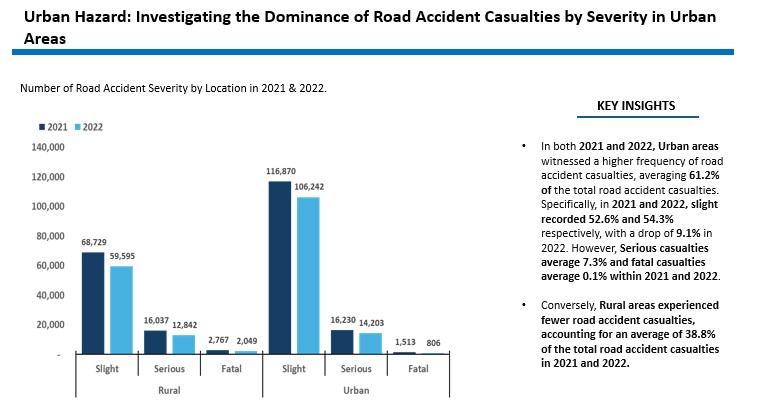 Urban Hazard: Investigating the Dominance of Road Accident Casualties by Severity in Urban
Areas
Number of Road Accident Severity by Location in 2021 & 2022.
2021 2022
140,000
120,000
100,000
80,000
60,000
40,000
20,000
-
68,729
59,595
16,037
12,842
2,767
2,049
116,870
106,242
16,230
14,203
1,513
806
Slight Serious Fatal Slight Serious Fatal
Rural Urban
KEY INSIGHTS
• In both 2021 and 2022, Urban areas
witnessed a higher frequency of road
accident casualties, averaging 61.2%
of the total road accident casualties.
Specifically, in 2021 and 2022, slight
recorded 52.6% and 54.3%
respectively, with a drop of 9.1% in
2022. However, Serious casualties
average 7.3% and fatal casualties
average 0.1% within 2021 and 2022.
• Conversely, Rural areas experienced
fewer road accident casualties,
accounting for an average of 38.8%
of the total road accident casualties
in 2021 and 2022.